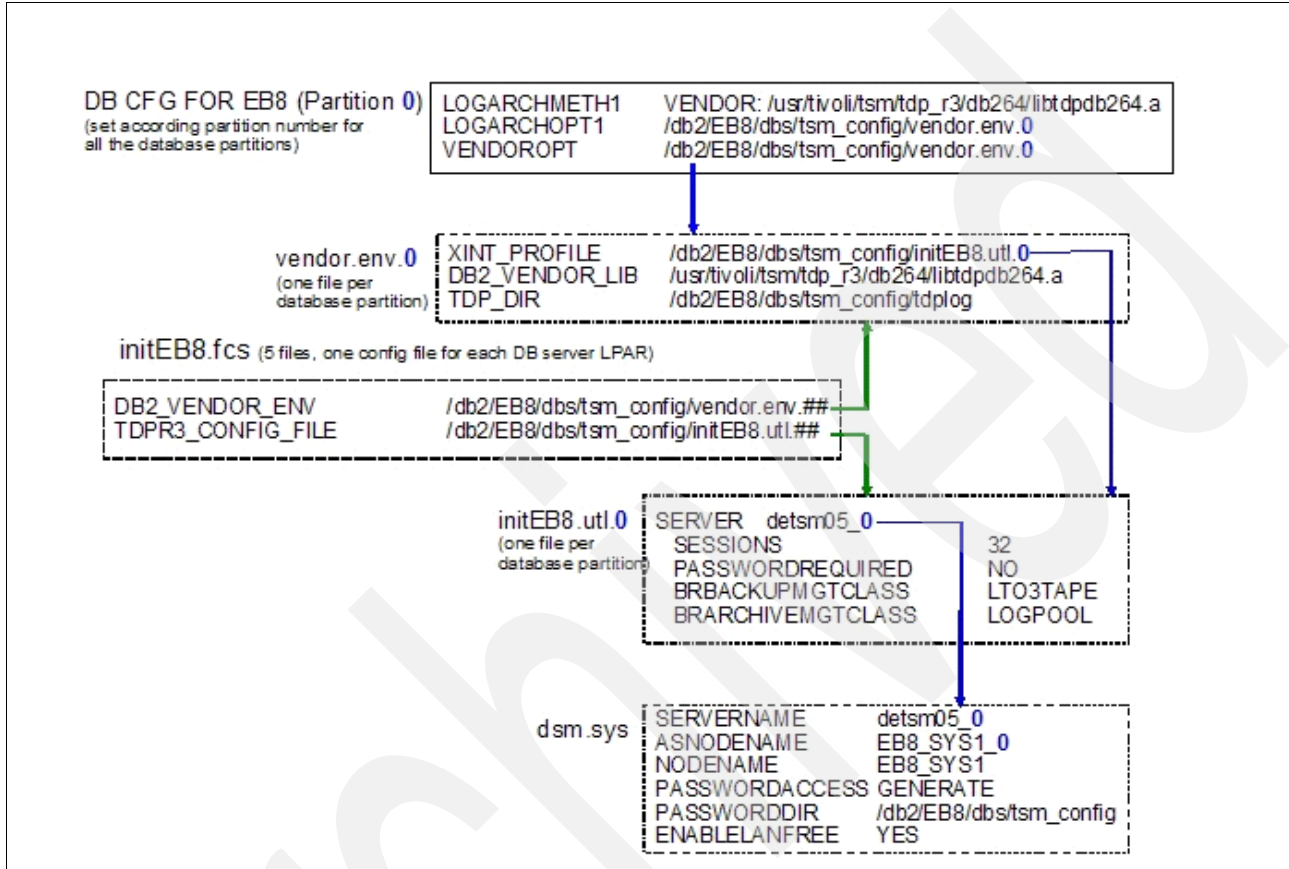 DB CFG FOR EB8 (Partition 0)
(set according partition number for
all the database partitions)
LOGARCHMETH1 VENDOR: /usr/tivoli/tsm/tdp_r3/db264/libtdpdb264.a
LOGARCHOPT1 /db2/EB8/dbs/tsm_config/vendor.env.0
VENDOROPT /db2/EB8/dbs/tsm_config/vendor.env.0
vendor.env.0
(one file per
database partition)
XINT_PROFILE /db2/EB8/dbs/tsm_config/initEB8.utl.0
DB2_VENDOR_LIB /usr/tivoli/tsm/tdp_r3/db264/libtdpdb264.a
TDP_DIR /db2/EB8/dbs/tsm_config/tdplog
initEB8.fcs (5 files, one config file for each DB server LPAR)
DB2_VENDOR_ENV /db2/EB8/dbs/tsm_config/vendor.env.##
TDPR3_CONFIG_FILE /db2/EB8/dbs/tsm_config/initEB8.utl.##
initEB8.utl.0
(one file per
database partition)
SERVER detsm05_0
SESSIONS 32
PASSWORDREQUIRED NO
BRBACKUPMGTCLASS LTO3TAPE
BRARCHIVEMGTCLASS LOGPOOL
dsm.sys
SERVERNAME detsm05_0
ASNODENAME EB8_SYS1_0
NODENAME EB8_SYS1
PASSWORDACCESS GENERATE
PASSWORDDIR /db2/EB8/dbs/tsm_config
ENABLELANFREE YES